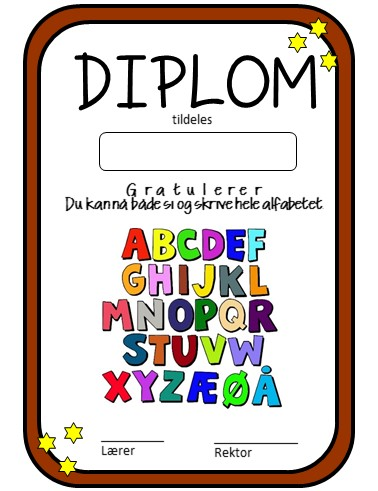 DIPLOM
tildeles
Gratulerer
Du kan nå både si og skrive hele alfabetet.
ABCDEF
GHIJKL
MNOPQR
STUVW
XYZÆØÅ
Lærer
Rektor